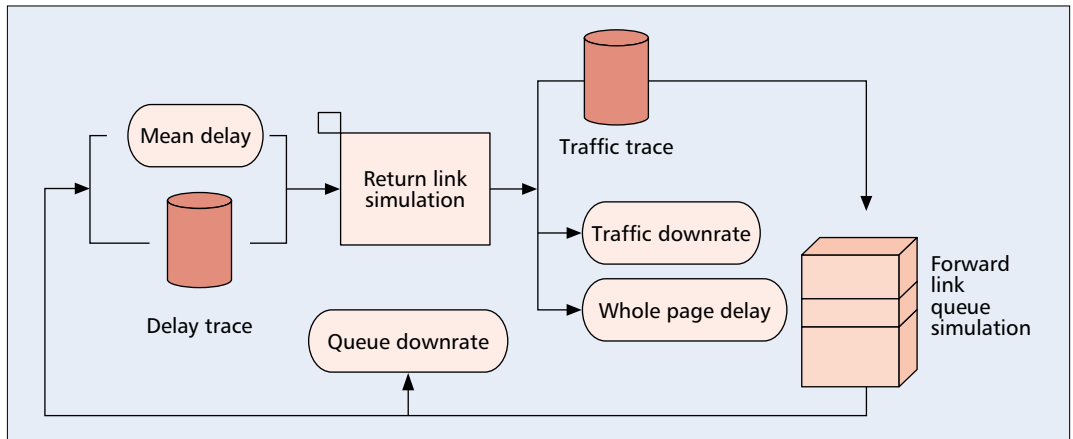 Mean delay
Delay trace
Return link
simulation
Traffic trace
Traffic downrate
Whole page delay
Queue downrate
Forward
link
queue
simulation